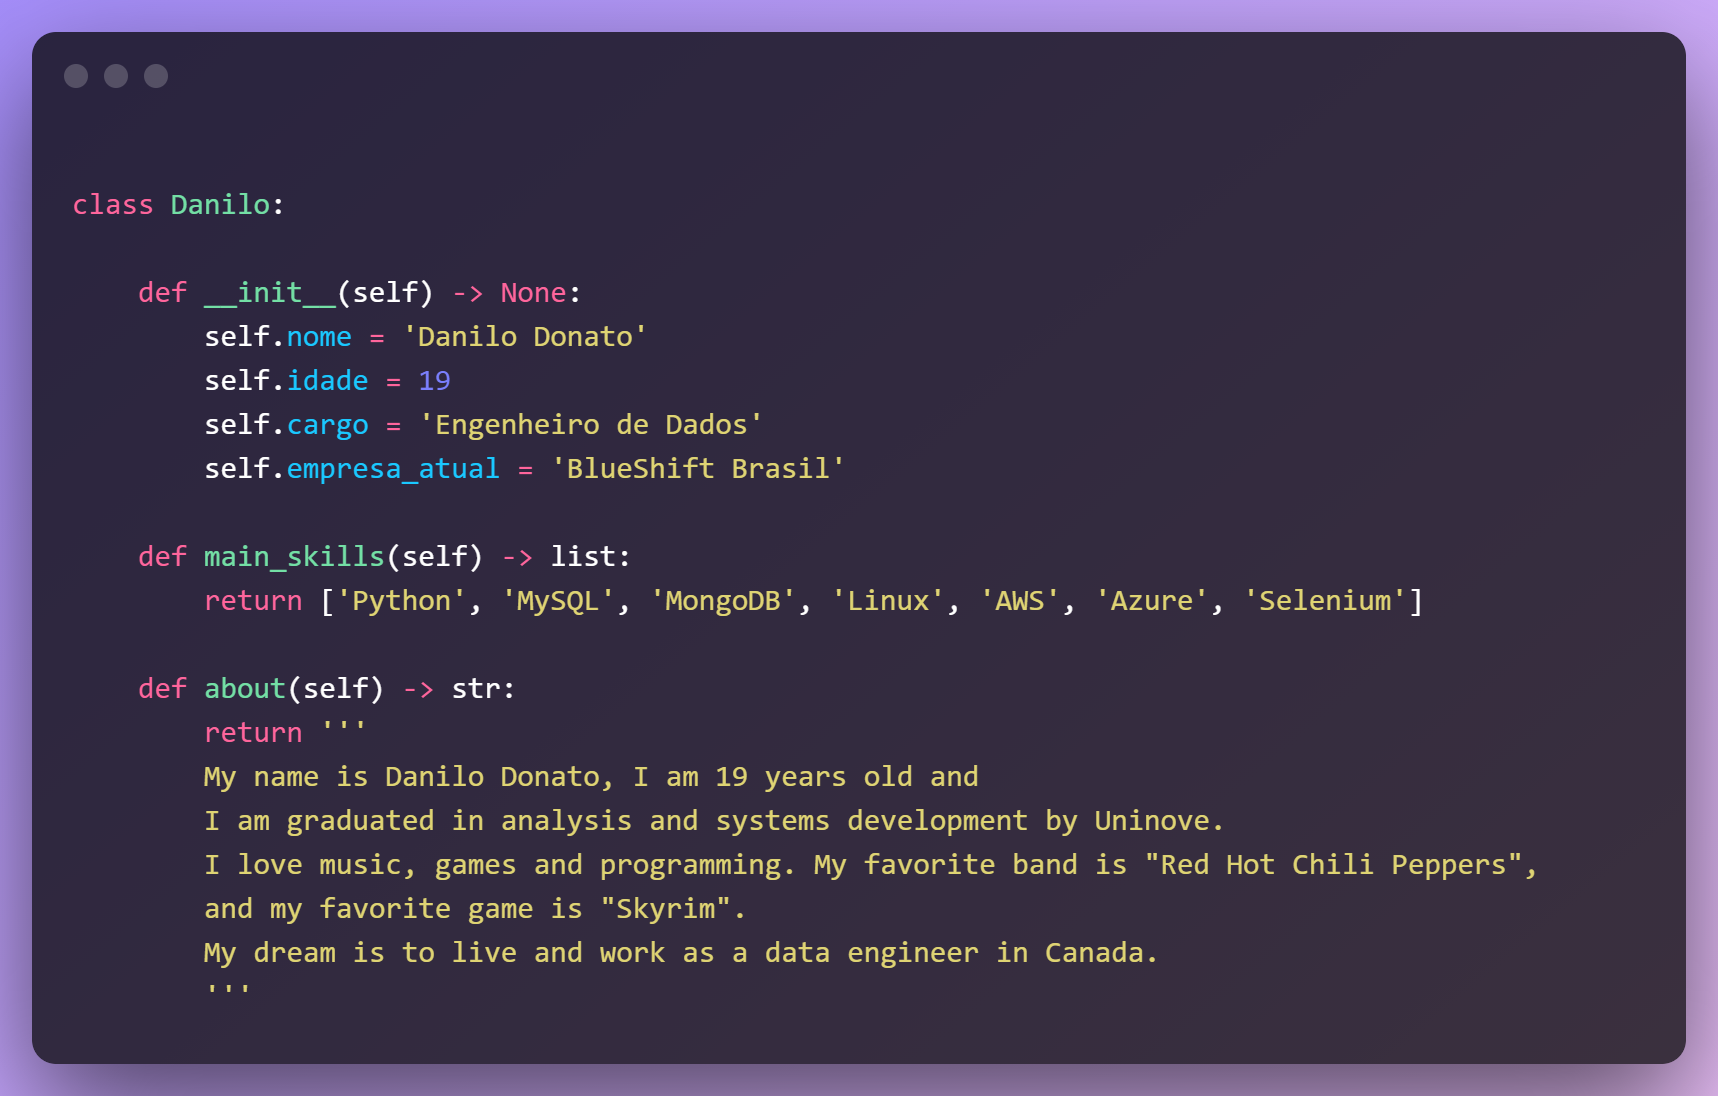 class Danilo:
    def __init__(self) -> None:
        self.nome = 'Danilo Donato'
        self.idade = 19
        self.cargo = 'Engenheiro de Dados'
        self.empresa_atual = 'BlueShift Brasil'
    def main_skills(self) -> list:
        return ['Python', 'MySQL', 'MongoDB', 'Linux', 'AWS', 'Azure', 'Selenium']
    def about(self) -> str:
        return '''
        My name is Danilo Donato, I am 19 years old and
        I am graduated in analysis and systems development by Uninove.
        I love music, games and programming. My favorite band is "Red Hot Chili Peppers",
        and my favorite game is "Skyrim".
        My dream is to live and work as a data engineer in Canada.
        '''